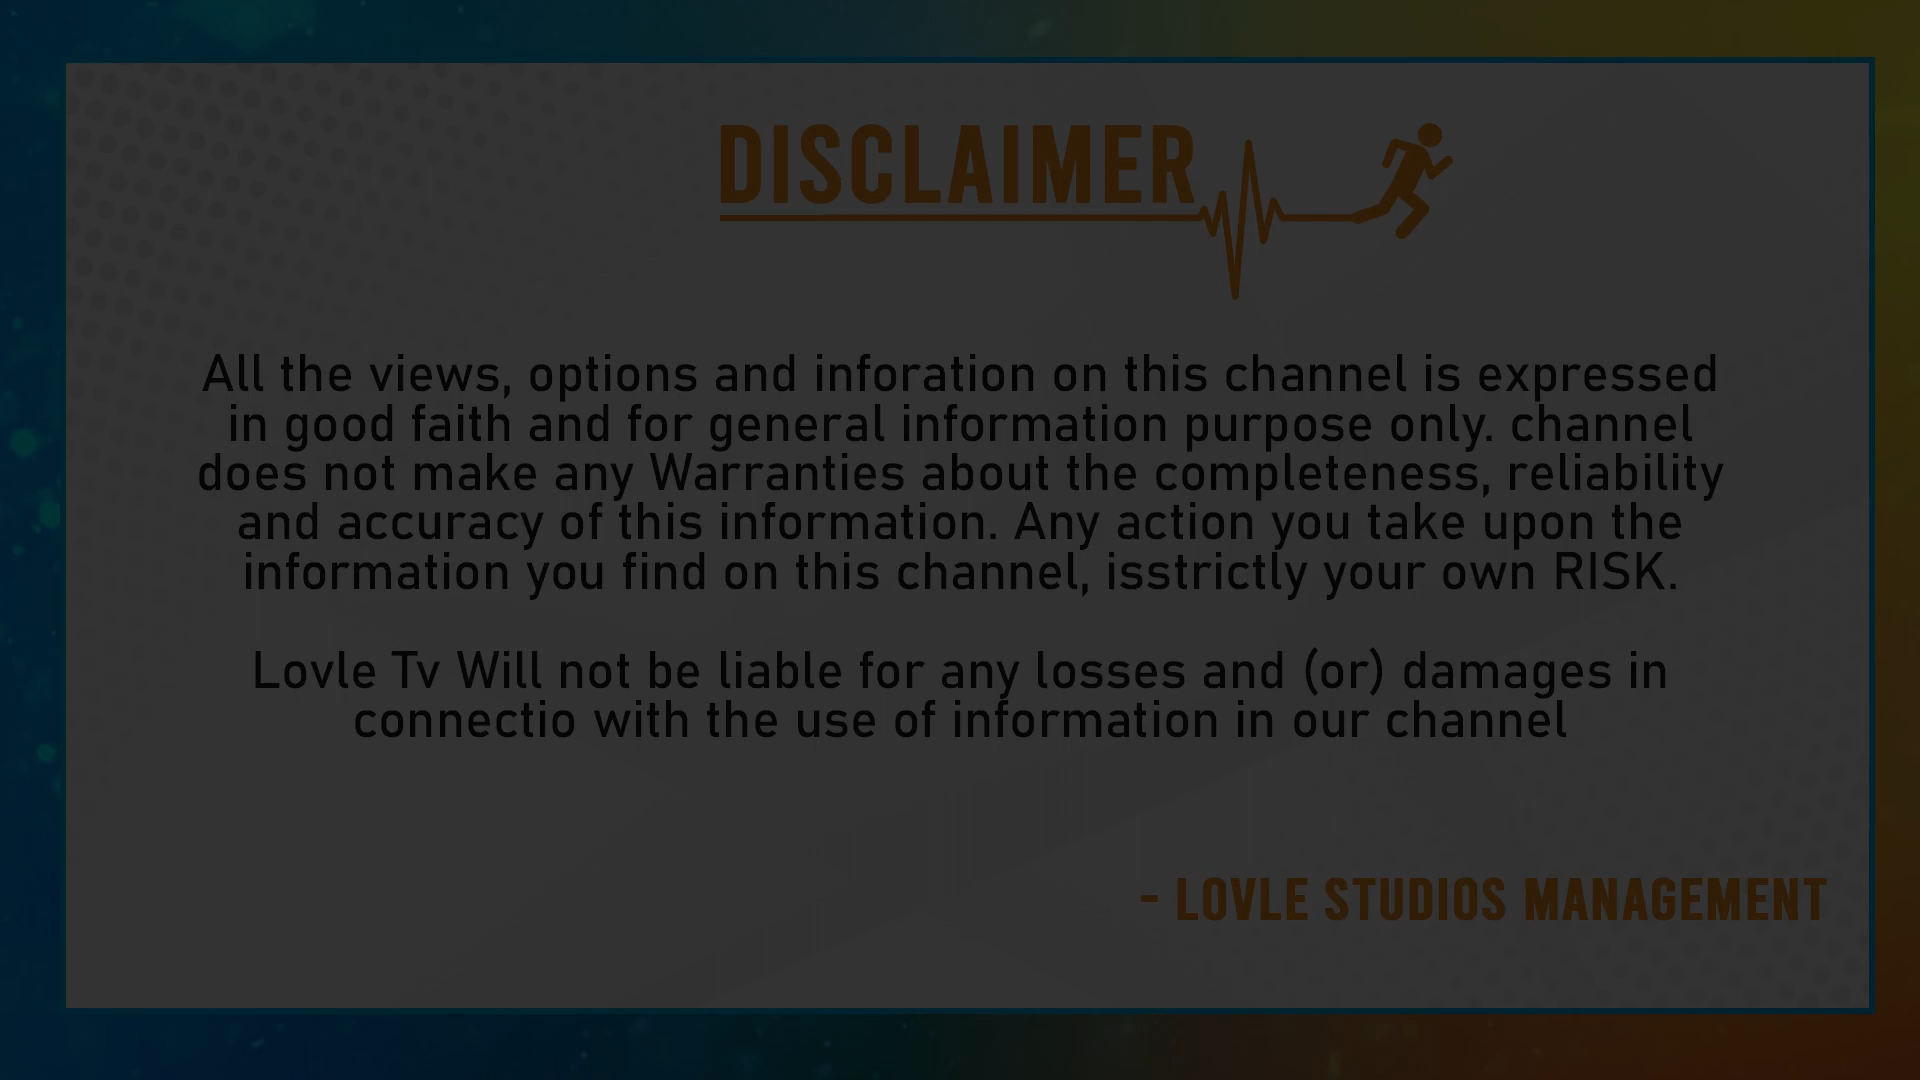 DISCLAIMER
All the views, options and inforation on this channel is expressed
in good faith and for general information purpose only. channel
does not make any Warranties about the completeness, reliability
and accuracy of this information. Any action you take upon the
information you find on this channel, isstrictly your own RISK.
Lovle Tv Will not be liable for any losses and (or) damages in
connectio with the use of information in our channel
- LOVLE STUDIOS MANAGEMENT